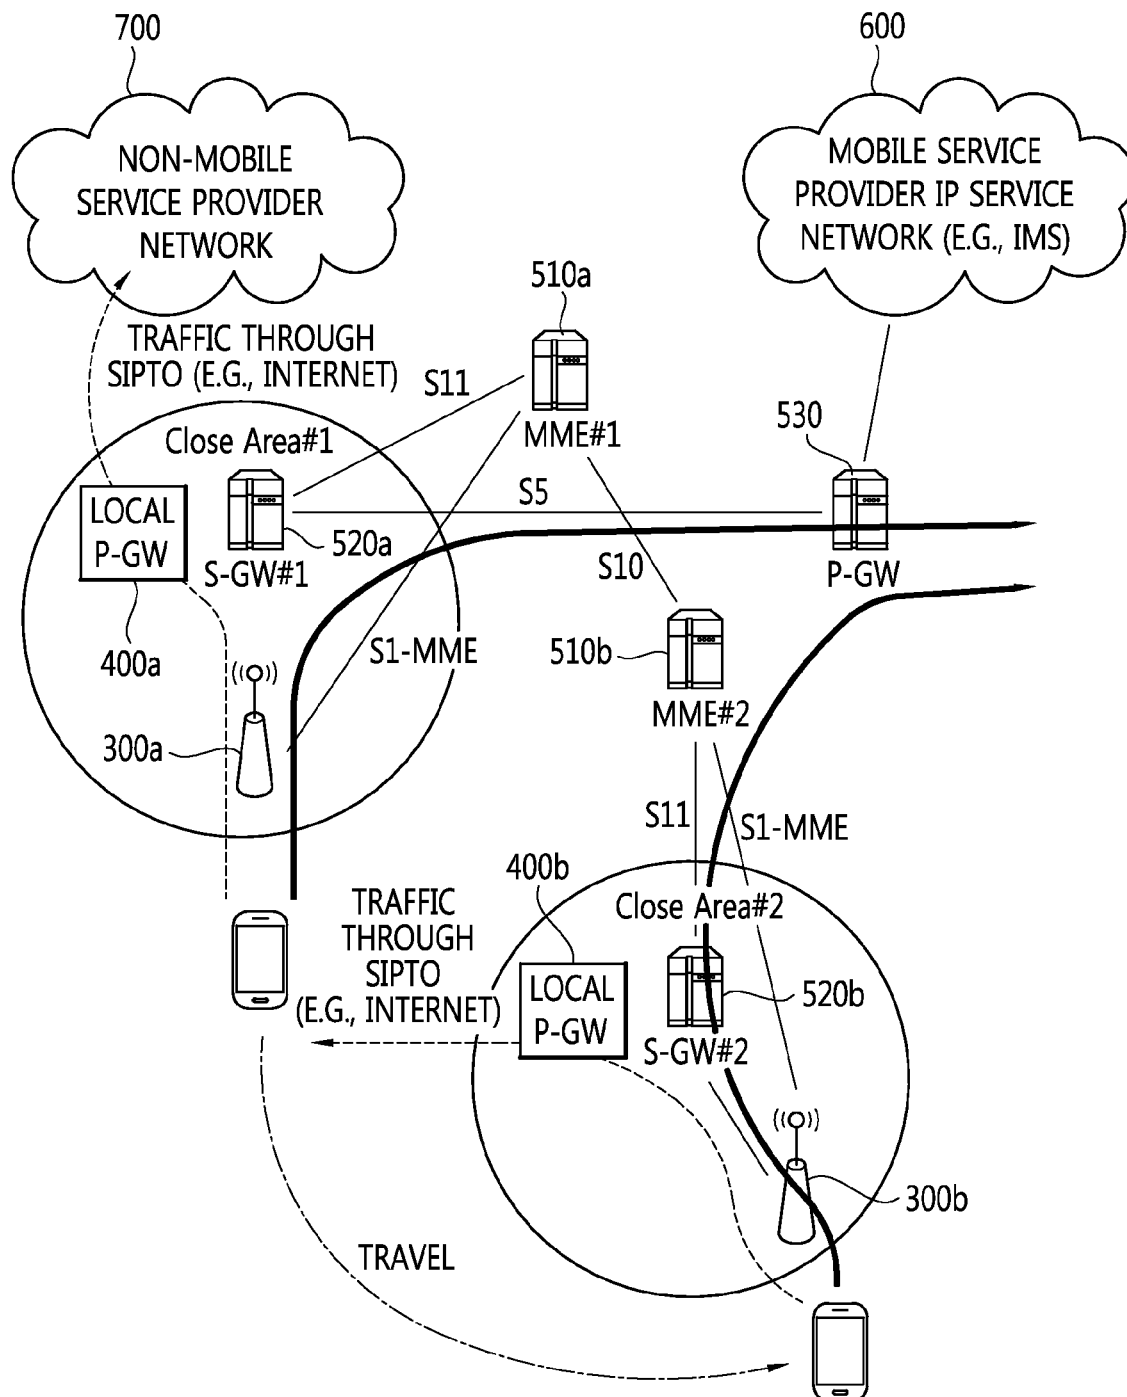 700
600
NON-MOBILE
SERVICE PROVIDER
NETWORK
MOBILE SERVICE
PROVIDER IP SERVICE
NETWORK (E.G., IMS)
510a
TRAFFIC THROUGH
SIPTO (E.G., INTERNET)
S11
MME#1
530
Close Area#1
S5
LOCAL
P-GW
520a
S-GW#1
S10
P-GW
400a
S1-MME
510b
MME#2
300a
S11
S1-MME
400b
TRAFFIC
THROUGH
SIPTO
(E.G., INTERNET)
Close Area#2
LOCAL
P-GW
520b
S-GW#2
300b
TRAVEL